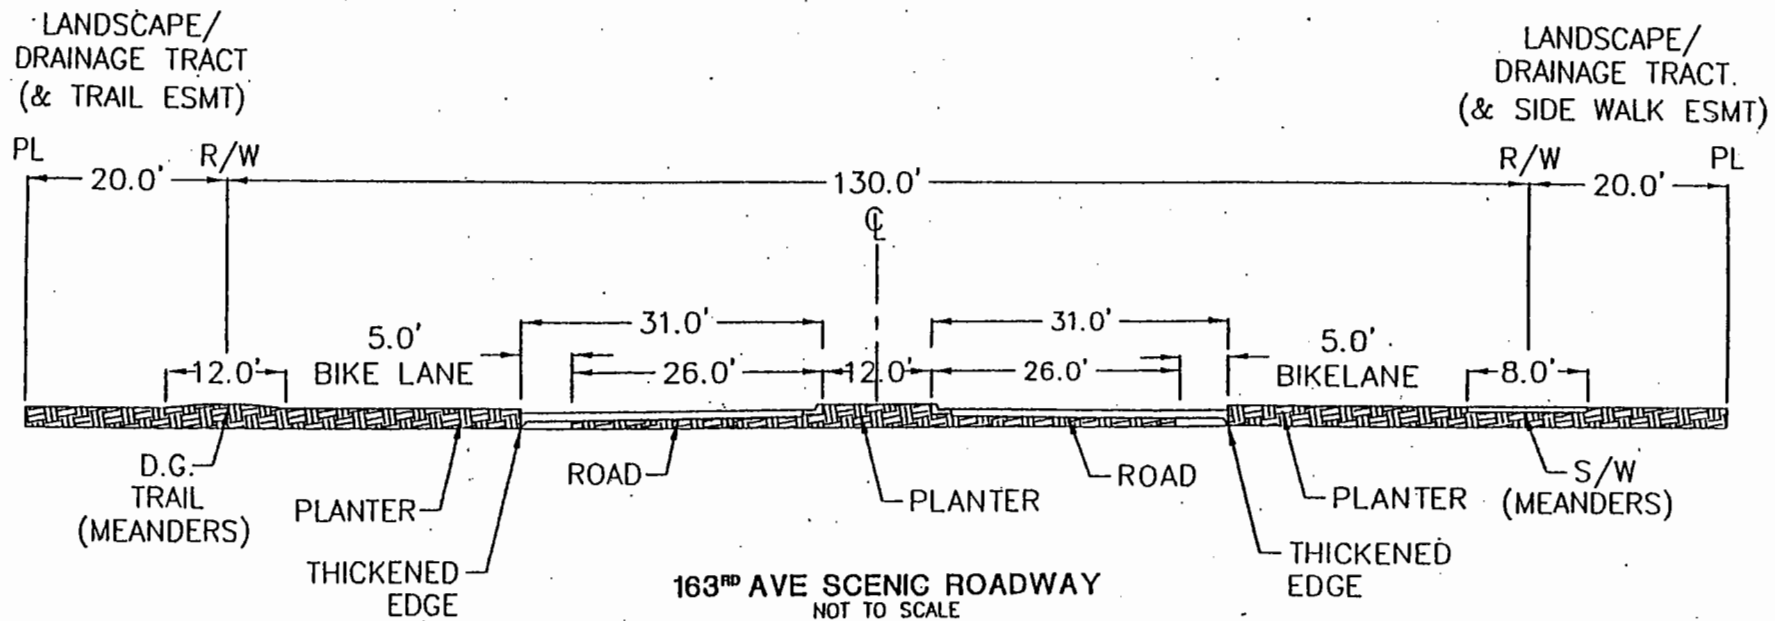 LANDSCAPE/
DRAINAGE TRACT
(& TRAIL ESMT)
LANDSCAPE/
DRAINAGE TRACT.
(& SIDE WALK ESMT)
PL
R/W
R/W
PL
20.0'
130.0'
20.0'
CL
31.0'
31.0'
5.0'
BIKE LANE
5.0'
BIKELANE
12.0'
26.0'
12.0'
26.0'
8.0'
D.G.
TRAIL
(MEANDERS)
PLANTER
ROAD
PLANTER
ROAD
PLANTER
S/W
(MEANDERS)
THICKENED
EDGE
THICKENED
EDGE
163RD AVE SCENIC ROADWAY
NOT TO SCALE